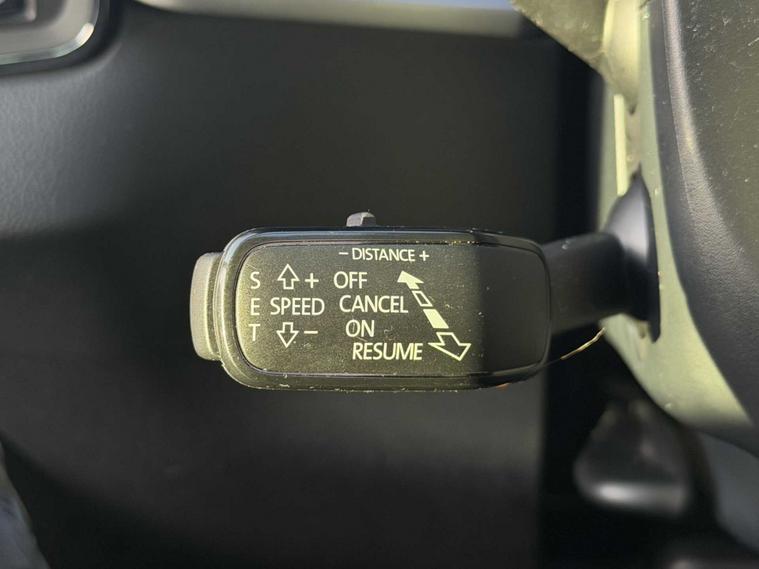 - DISTANCE +
S + OFF
E SPEED CANCEL
T - ON
RESUME